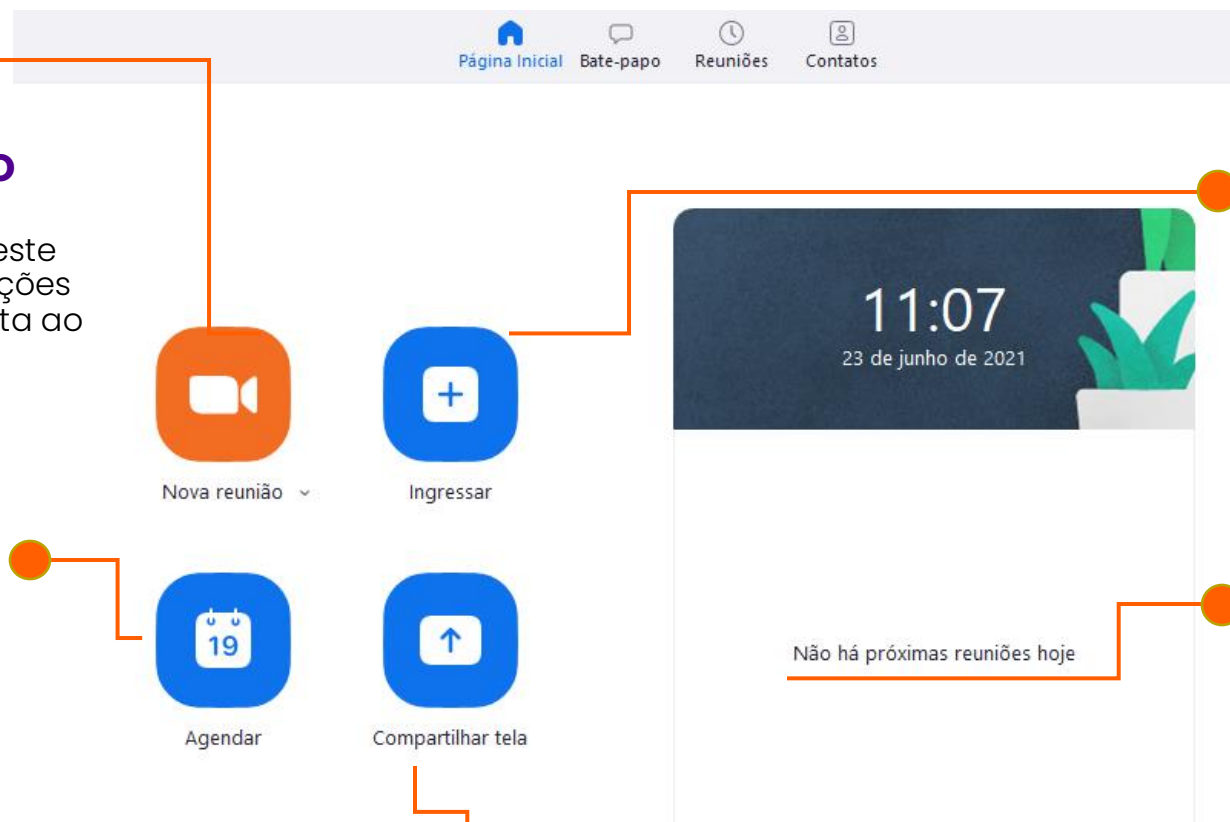 Página Inicial Bate-papo Reuniões Contatos
este
ta ao
11:07
23 de junho de 2021
Nova reunião
Ingressar
19
Agendar
Compartilhar tela
Não há próximas reuniões hoje